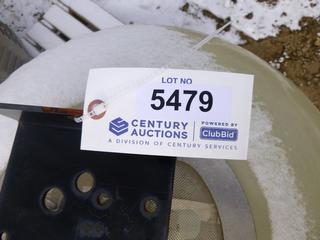 LOT NO
5479
CENTURY AUCTIONS
POWERED BY
ClubBid
A DIVISION OF CENTURY SERVICES